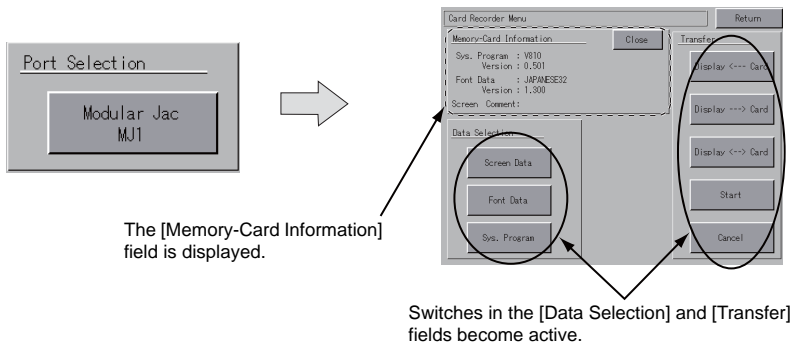 Port Selection
Modular Jac
MJ1
The [Memory-Card Information]
field is displayed.
Card Recorder Menu
Return
Memory-Card Information
Close
Sys. Program : V810
Version : 0.501
Font Data : JAPANESE32
Version : 1.300
Screen Comment:
Data Selection
Screen Data
Font Data
Sys. Program
Transfer
Display <--- Card
Display ---> Card
Display <--> Card
Start
Cancel
Switches in the [Data Selection] and [Transfer]
fields become active.